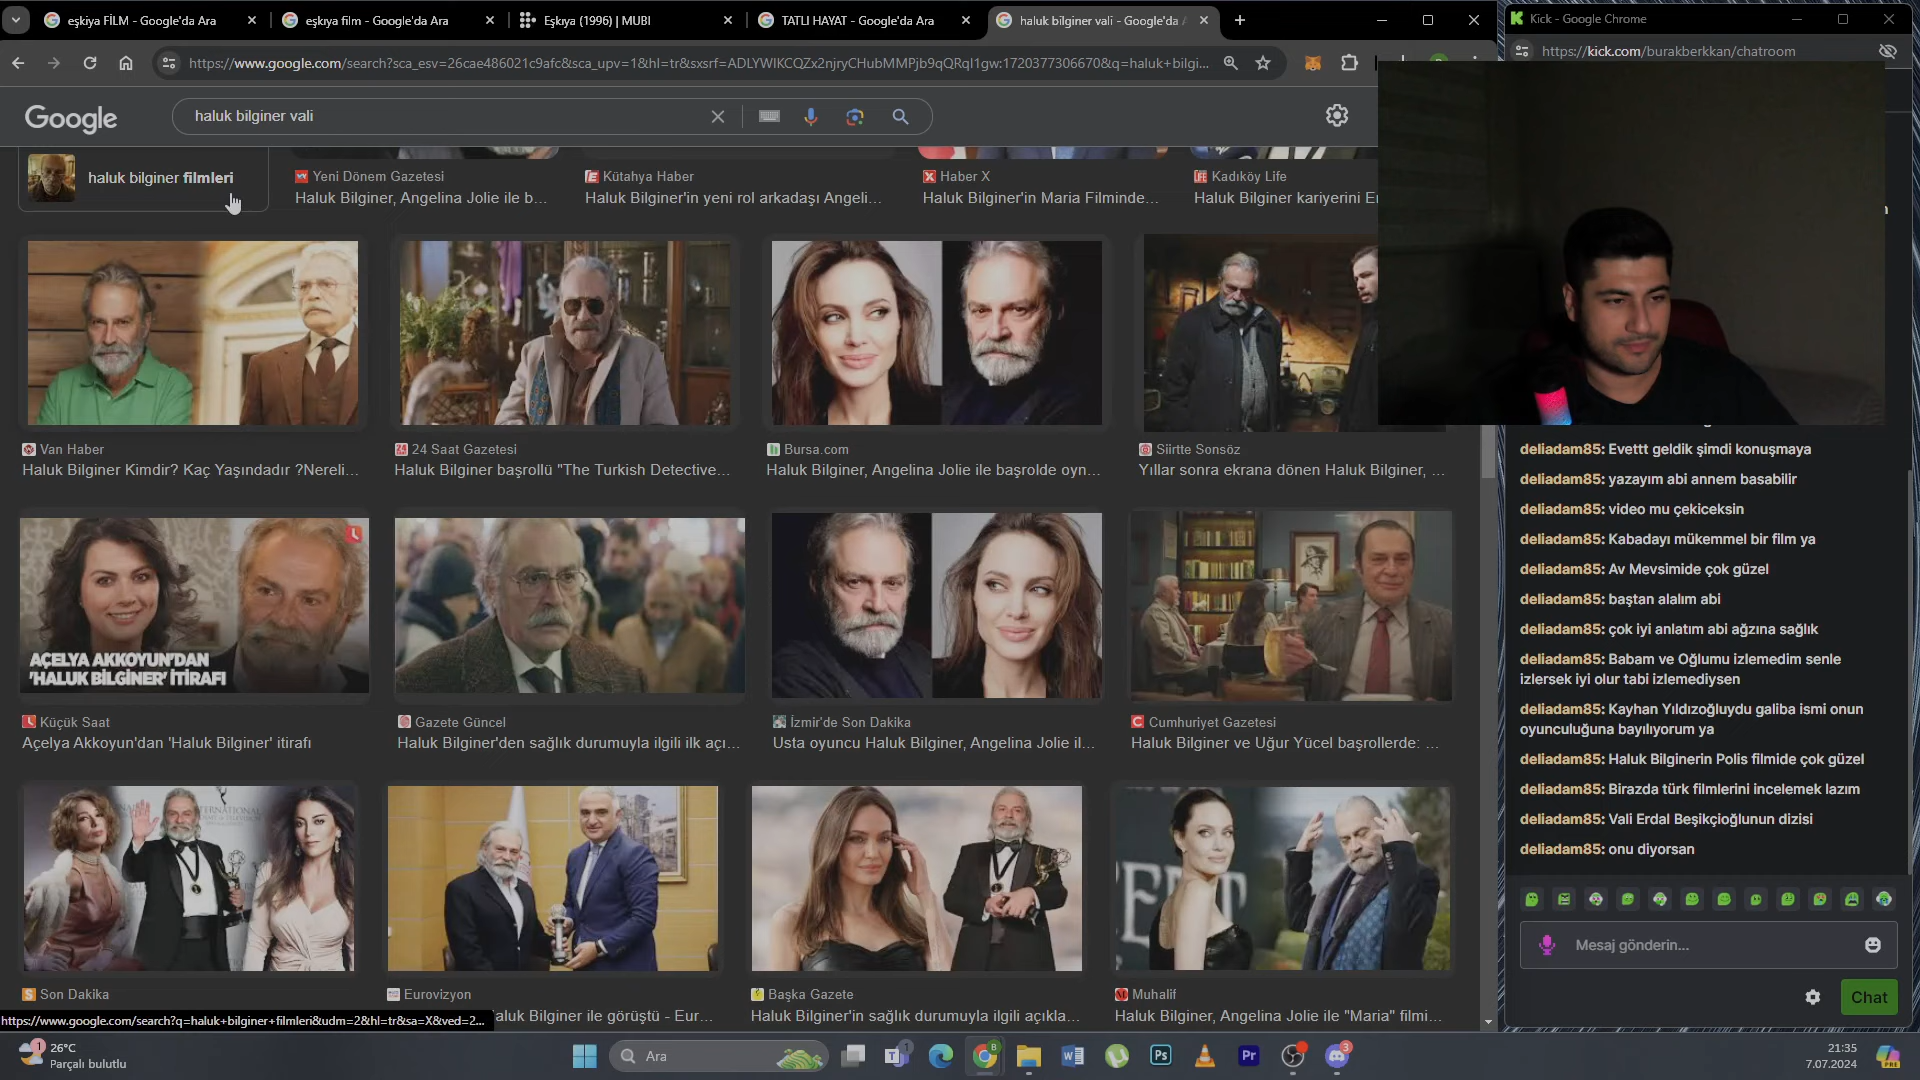 eşkıya FİLM - Google'da Ara
eşkıya film - Google'da Ara
Eşkıya (1996) | MUBI
TATLI HAYAT - Google'da Ara
haluk bilginer vali - Google'da
Kick - Google Chrome
https://www.google.com/search?sca_esv=26cae486021c9afc&sca_upv=1&hl=tr&sxsrf=ADLYWIKCQZx2njryCHubMMPjb9qQRqI1gw:1720377306670&q=haluk+bilgi...
https://kick.com/burakberkkan/chatroom
Google
haluk bilginer vali
haluk bilginer filmleri
Yeni Dönem Gazetesi
Haluk Bilginer, Angelina Jolie ile b...
Kütahya Haber
Haluk Bilginer'in yeni rol arkadaşı Angeli...
Haber X
Haluk Bilginer'in Maria Filminde...
Kadıköy Life
Haluk Bilginer kariyerini
Van Haber
Haluk Bilginer Kimdir? Kaç Yaşındadır ?Nereli...
24 Saat Gazetesi
Haluk Bilginer başrollü "The Turkish Detective...
Bursa.com
Haluk Bilginer, Angelina Jolie ile başrolde oyn...
Siirtte Sonsöz
Yıllar sonra ekrana dönen Haluk Bilginer, ...
AÇELYA AKKOYUN'DAN
'HALUK BİLGİNER' İTİRAFI
Küçük Saat
Açelya Akkoyun'dan 'Haluk Bilginer' itirafı
Gazete Güncel
Haluk Bilginer'den sağlık durumuyla ilgili ilk açı...
İzmir'de Son Dakika
Usta oyuncu Haluk Bilginer, Angelina Jolie il...
Cumhuriyet Gazetesi
Haluk Bilginer ve Uğur Yücel başrollerde: ...
Son Dakika
Eurovizyon
aluk Bilginer ile görüştü - Eur...
Başka Gazete
Haluk Bilginer'in sağlık durumuyla ilgili açıkla...
Muhalif
Haluk Bilginer, Angelina Jolie ile "Maria" filmi...
https://www.google.com/search?q=haluk+bilginer+filmleri&udm=2&hl=tr&sa=X&ved=2...
deliadam85: Evettt geldik şimdi konuşmaya
deliadam85: yazayım abi annem basabilir
deliadam85: video mu çekiceksin
deliadam85: Kabadayı mükemmel bir film ya
deliadam85: Av Mevsimide çok güzel
deliadam85: baştan alalım abi
deliadam85: çok iyi anlatım abi ağzına sağlık
deliadam85: Babam ve Oğlumu izlemedim senle
izlersek iyi olur tabi izlemediysen
deliadam85: Kayhan Yıldızoğluydu galiba ismi onun
oyunculuğuna bayılıyorum ya
deliadam85: Haluk Bilginerin Polis filmide çok güzel
deliadam85: Birazda türk filmlerini incelemek lazım
deliadam85: Vali Erdal Beşikçioğlunun dizisi
deliadam85: onu diyorsan
Mesaj gönderin...
Chat
26°C
Parçalı bulutlu
Ara
21:35
7.07.2024